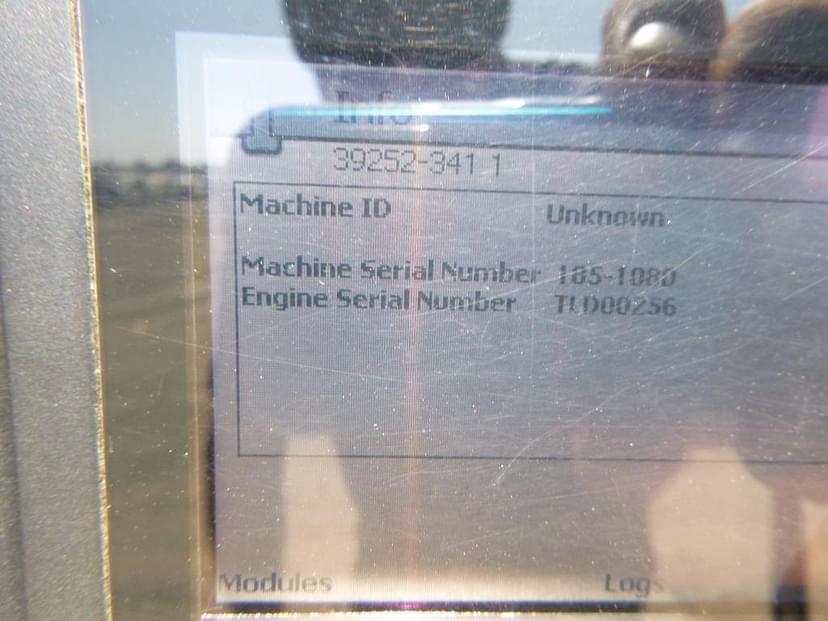 Info
39252-341 1
Machine ID Unknown
Machine Serial Number 185-1080
Engine Serial Number TLD00256
Modules Logs